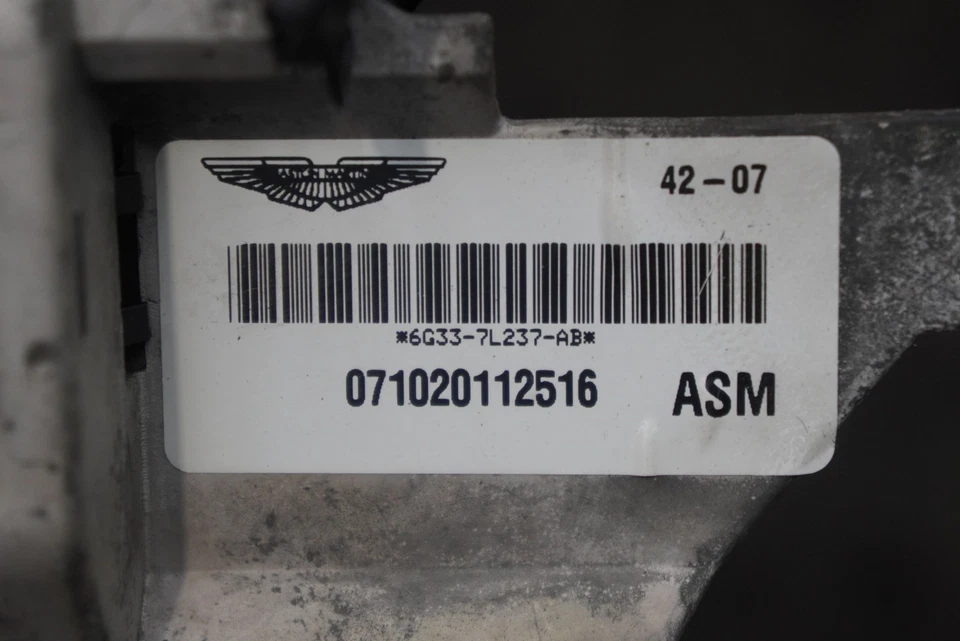 ASTON MARTIN
42-07
*6G33-7L237-AB*
071020112516
ASM